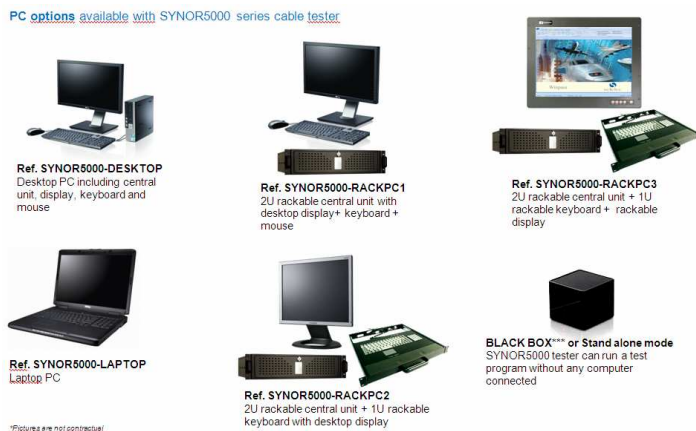 PC options available with SYNOR5000 series cable tester
Ref. SYNOR5000-DESKTOP
Desktop PC including central
unit, display, keyboard and
mouse
Ref. SYNOR5000-RACKPC1
2U rackable central unit with
desktop display+ keyboard +
mouse
Ref. SYNOR5000-RACKPC3
2U rackable central unit + 1U
rackable keyboard + rackable
display
Ref. SYNOR5000-LAPTOP
Laptop PC
Ref. SYNOR5000-RACKPC2
2U rackable central unit + 1U rackable
keyboard with desktop display
BLACK BOX*** or Stand alone mode
SYNOR5000 tester can run a test
program without any computer
connected
*Pictures are not contractual